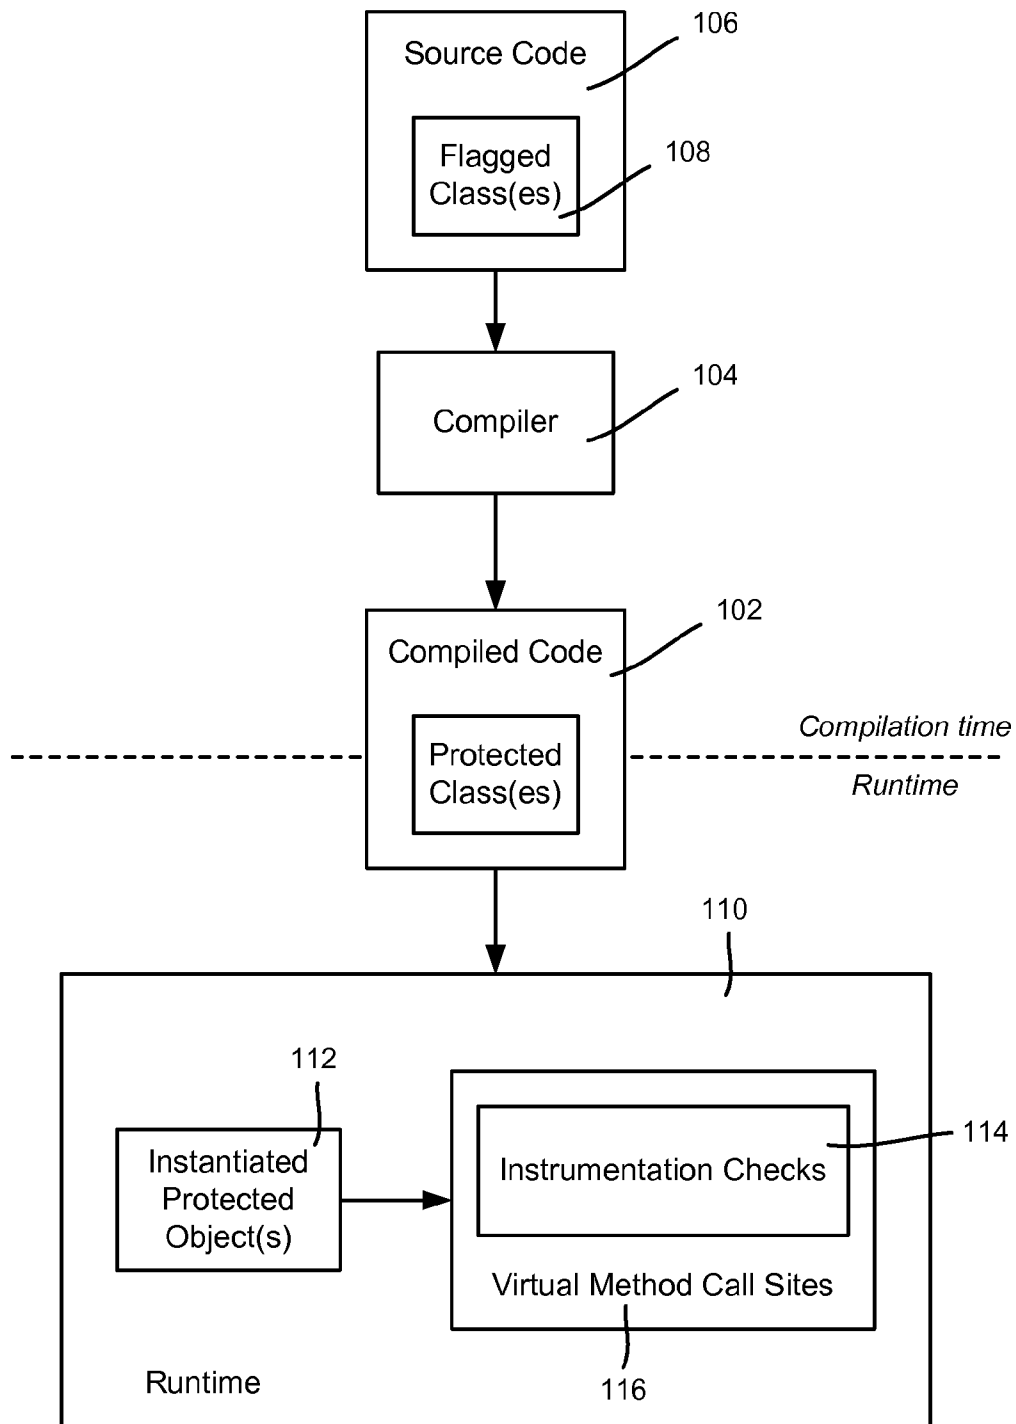 106
Source Code
Flagged
Class(es)
108
104
Compiler
102
Compiled Code
Compilation time
Protected
Class(es)
Runtime
110
112
114
Instantiated
Protected
Object(s)
Instrumentation Checks
Virtual Method Call Sites
116
Runtime